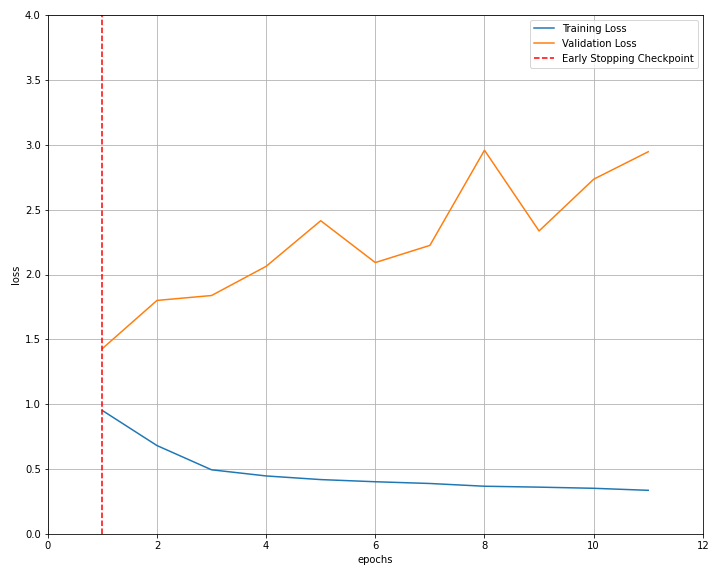 4.0
3.5
3.0
2.5
2.0
1.5
1.0
0.5
0.0
loss
Training Loss
Validation Loss
Early Stopping Checkpoint
0 2 4 6 8 10 12
epochs